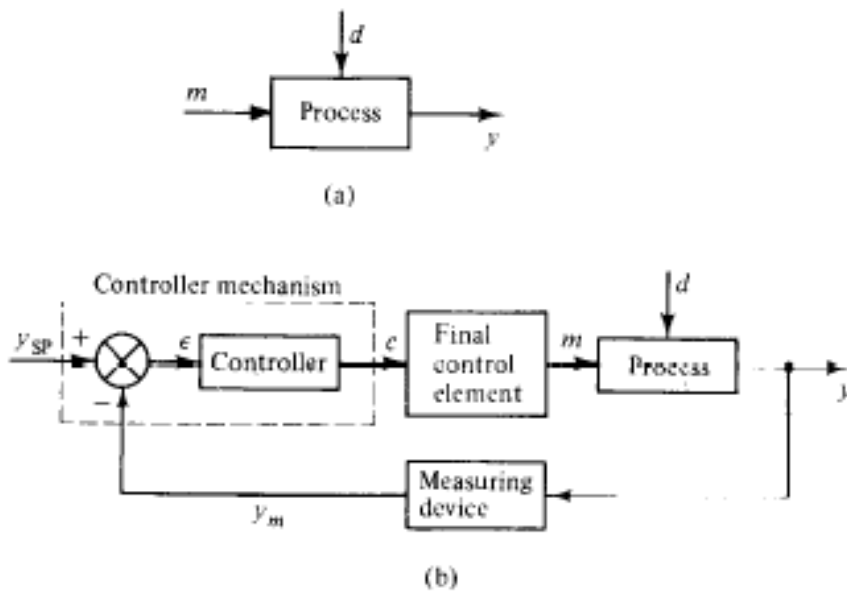 d
m
Process
y
(a)
Controller mechanism
d
y_SP
+
ϵ
Controller
c
Final
control
element
m
Process
y
−
Measuring
device
y_m
(b)